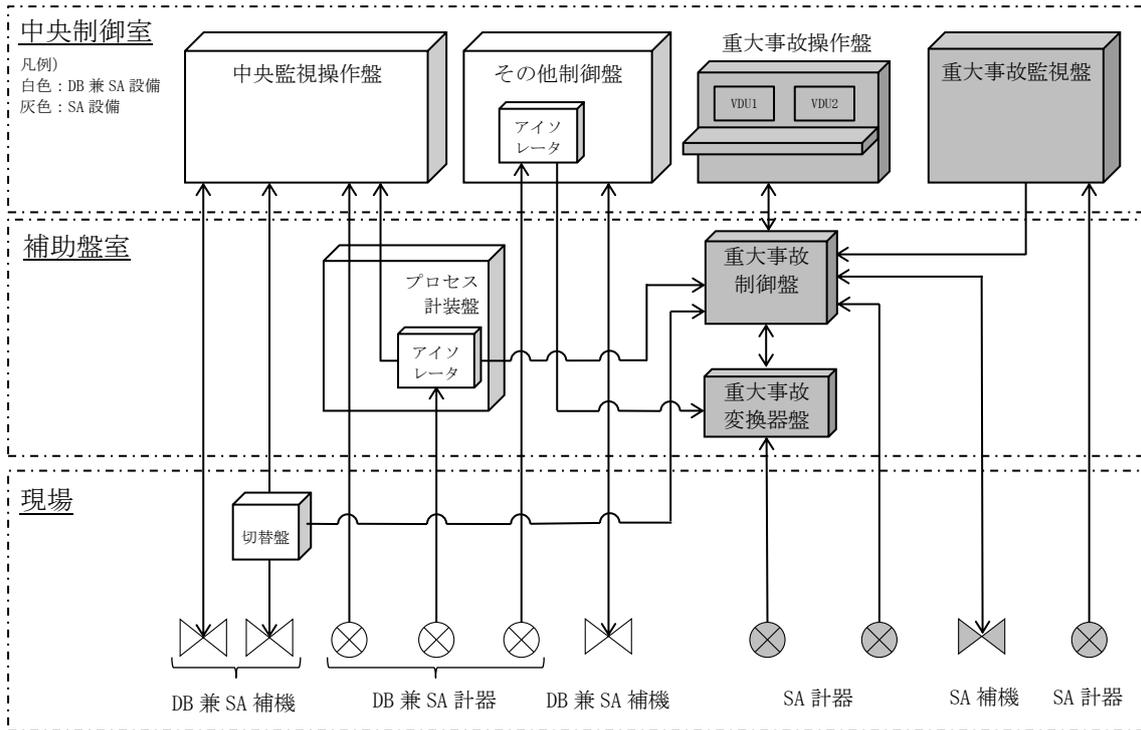 中央制御室
凡例)
白色：DB 兼 SA 設備
灰色：SA 設備
中央監視操作盤
その他制御盤
アイソ
レータ
重大事故操作盤
VDU1
VDU2
重大事故監視盤
補助盤室
プロセス
計装盤
アイソ
レータ
重大事故
制御盤
重大事故
変換器盤
現場
切替盤
DB 兼 SA 補機
DB 兼 SA 計器
DB 兼 SA 補機
SA 計器
SA 補機
SA 計器